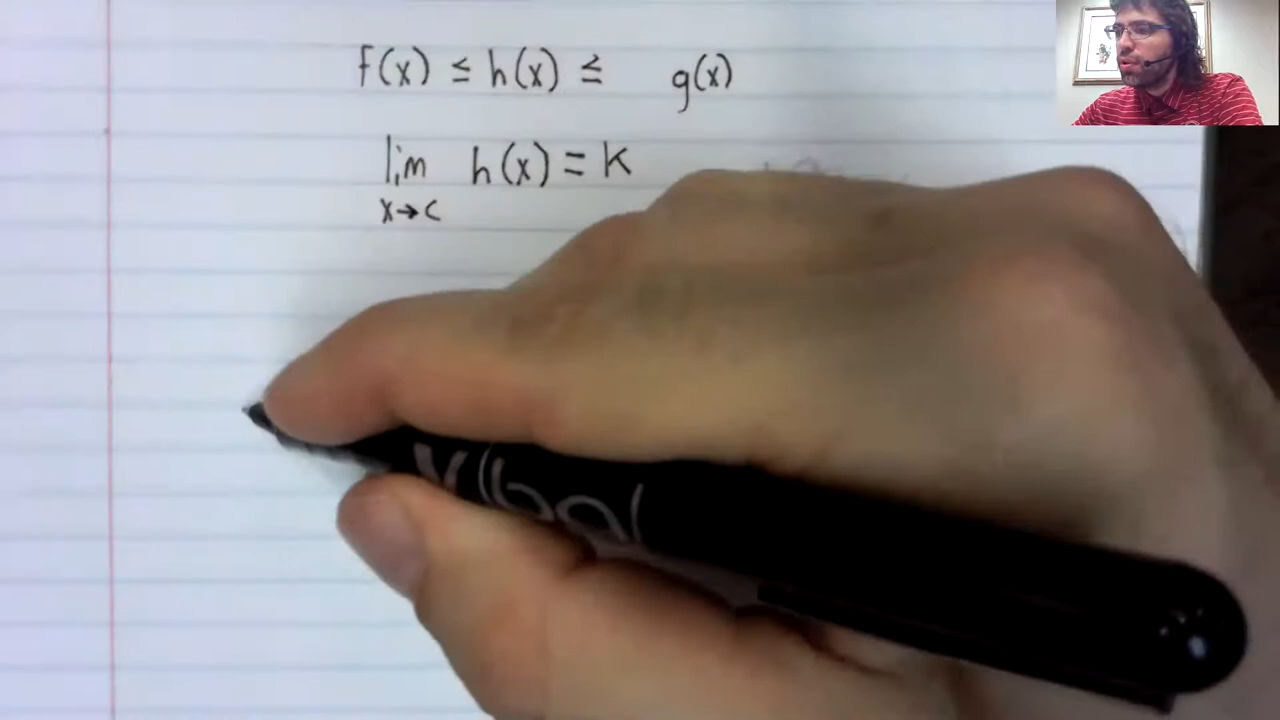 f(x) ≤ h(x) ≤ g(x)
lim h(x) = K
x→c